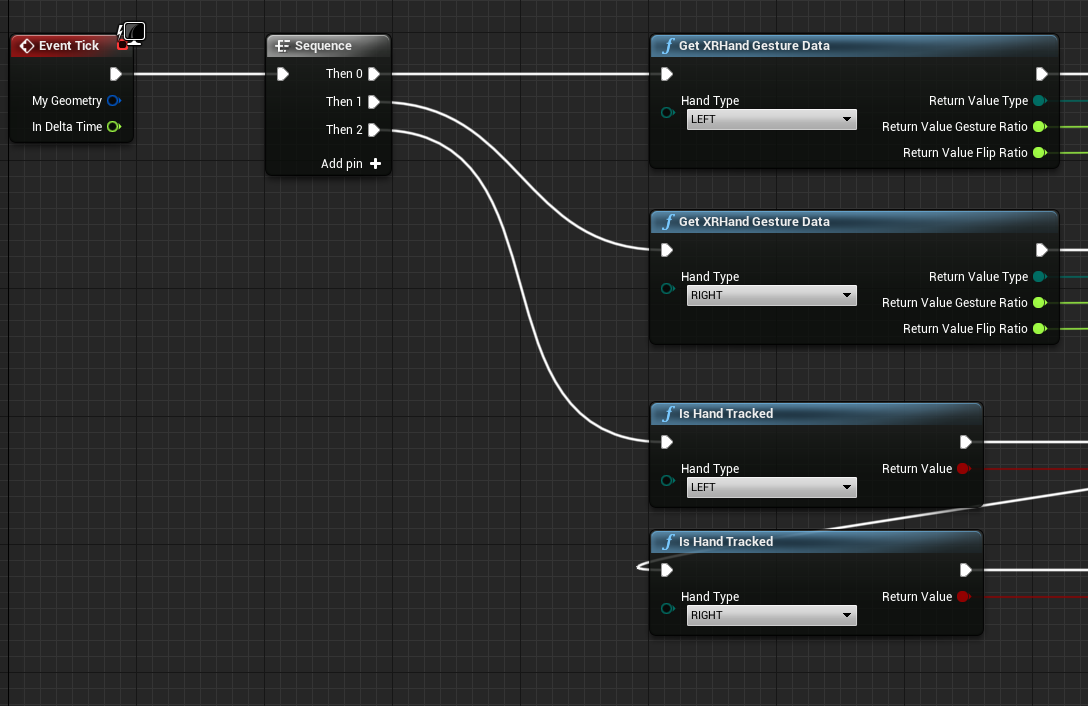 Event Tick
My Geometry
In Delta Time
Sequence
Then 0
Then 1
Then 2
Add pin
Get XRHand Gesture Data
Hand Type
LEFT
Return Value Type
Return Value Gesture Ratio
Return Value Flip Ratio
Get XRHand Gesture Data
Hand Type
RIGHT
Return Value Type
Return Value Gesture Ratio
Return Value Flip Ratio
Is Hand Tracked
Hand Type
LEFT
Return Value
Is Hand Tracked
Hand Type
RIGHT
Return Value